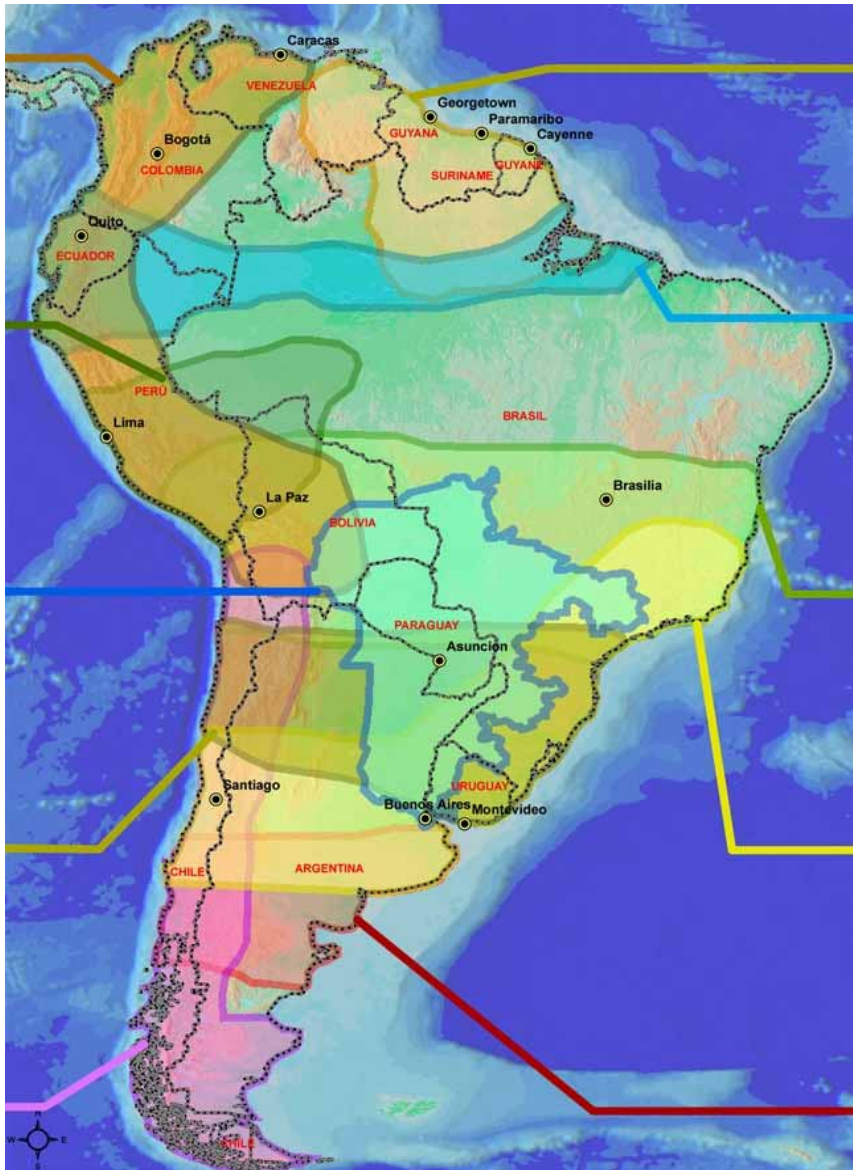 Caracas
VENEZUELA
Georgetown
GUYANA
Paramaribo
Cayenne
Bogotá
COLOMBIA
SURINAME
GUYANE
Quito
ECUADOR
PERÚ
BRASIL
Lima
Brasilia
La Paz
BOLIVIA
PARAGUAY
Asuncion
Santiago
URUGUAY
Buenos Aires
Montevideo
CHILE
ARGENTINA
N
W
E
S
CHILE